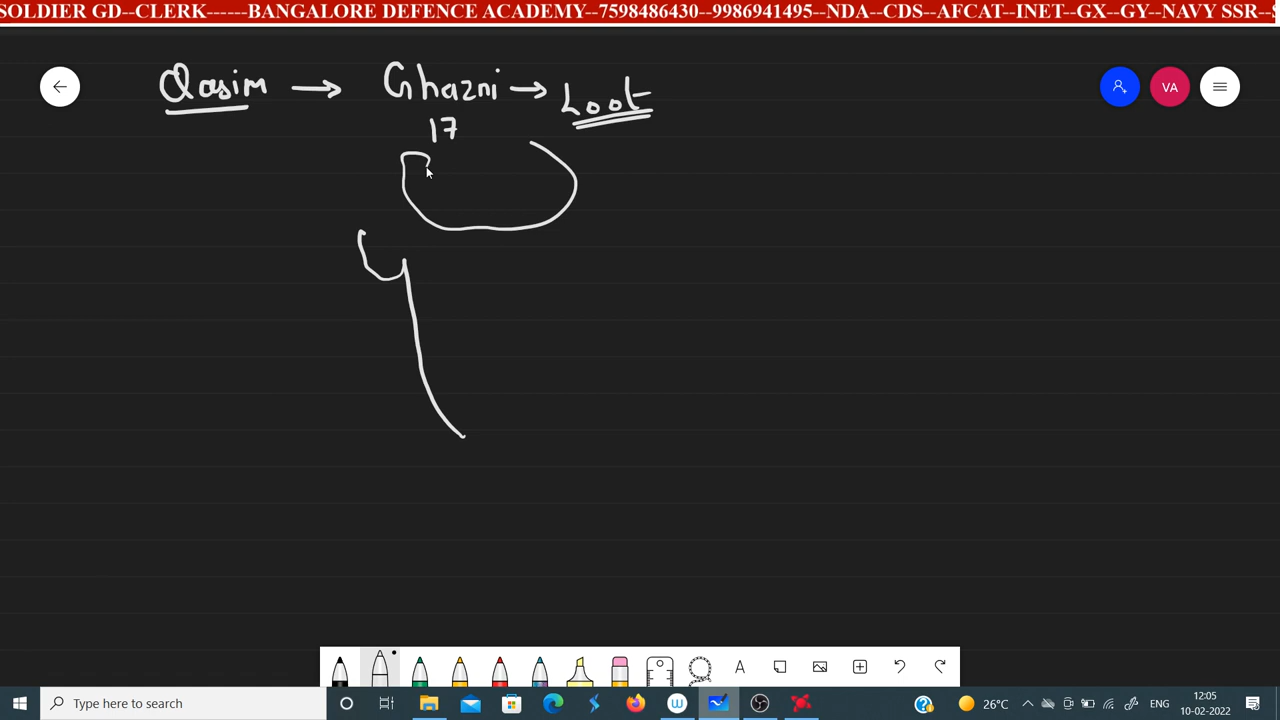 SOLDIER GD--CLERK------BANGALORE DEFENCE ACADEMY--7598486430--9986941495--NDA--CDS--AFCAT--INET--GX--GY--NAVY SSR--S
Qasim → Ghazni → Loot
17
VA
A
Type here to search
26°C
ENG
12:05
10-02-2022